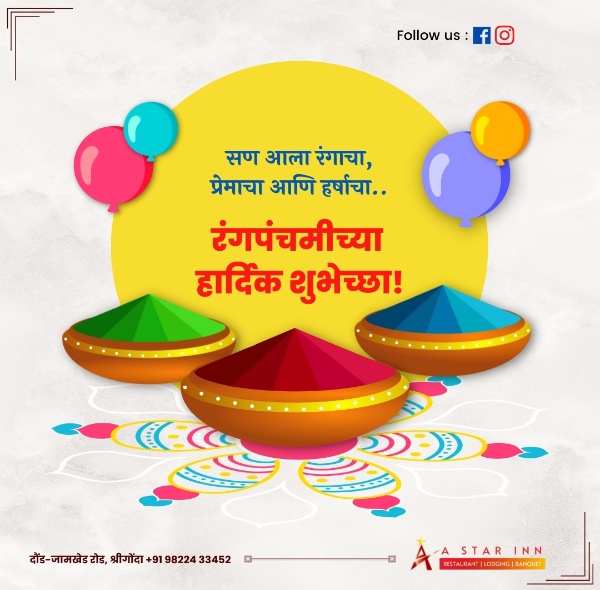 Follow us :
सण आला रंगाचा,
प्रेमाचा आणि हर्षाचा..
रंगपंचमीच्या
हार्दिक शुभेच्छा!
दौंड-जामखेड रोड, श्रीगोंदा +91 98224 33452
A STAR INN
RESTAURANT | LODGING | BANQUET